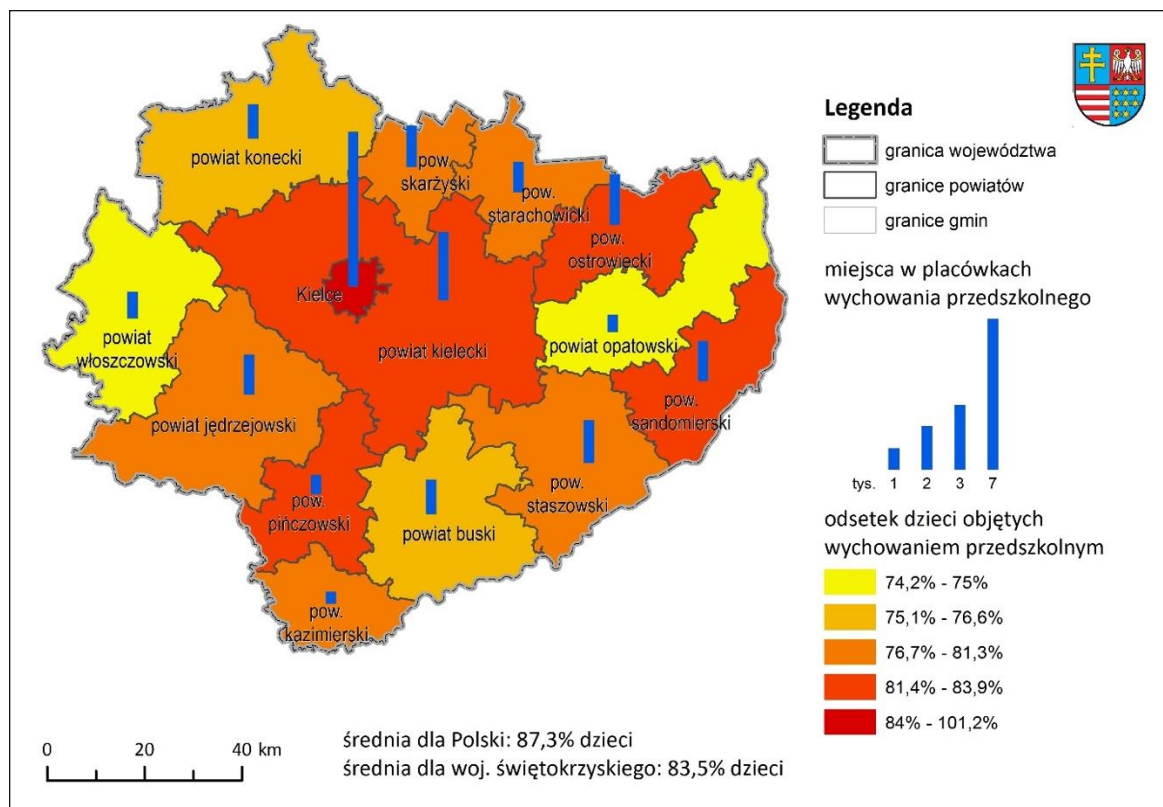 powiat konecki
pow.
skarżyski
pow.
starachowicki
pow.
ostrowiecki
Kielce
powiat
włoszczowski
powiat kielecki
powiat opatowski
pow.
sandomierski
powiat jędrzejowski
pow.
staszowski
pow.
pińczowski
powiat buski
pow.
kazimierski
Legenda
granica województwa
granice powiatów
granice gmin
miejsca w placówkach
wychowania przedszkolnego
tys. 1 2 3 7
odsetek dzieci objętych
wychowaniem przedszkolnym
74,2% - 75%
75,1% - 76,6%
76,7% - 81,3%
81,4% - 83,9%
84% - 101,2%
0 20 40 km
średnia dla Polski: 87,3% dzieci
średnia dla woj. świętokrzyskiego: 83,5% dzieci